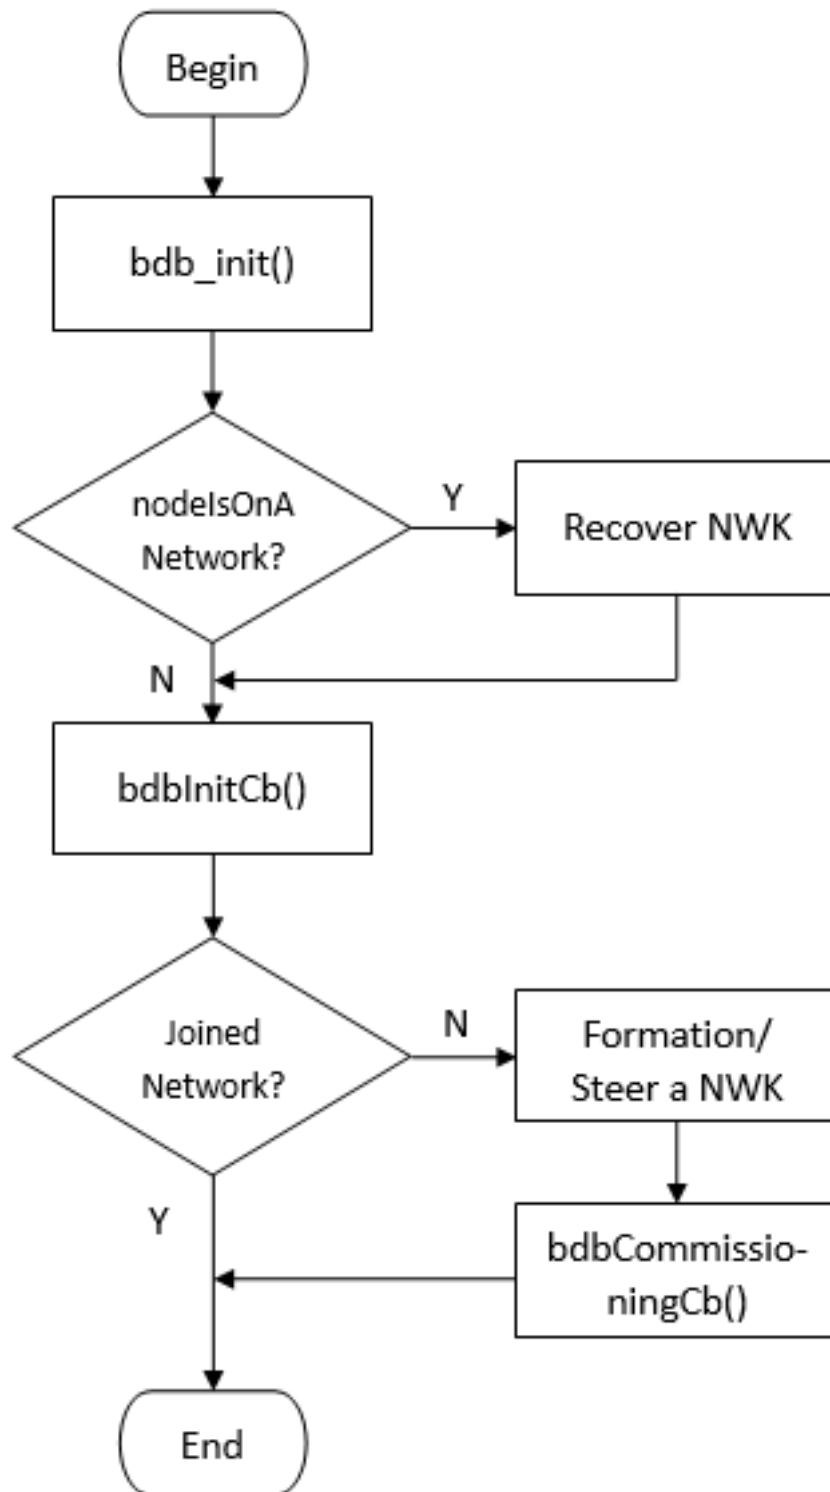 Begin
bdb_init()
nodeIsOnA
Network?
Y
Recover NWK
N
bdbInitCb()
Joined
Network?
N
Formation/
Steer a NWK
Y
bdbCommissio-
ningCb()
End